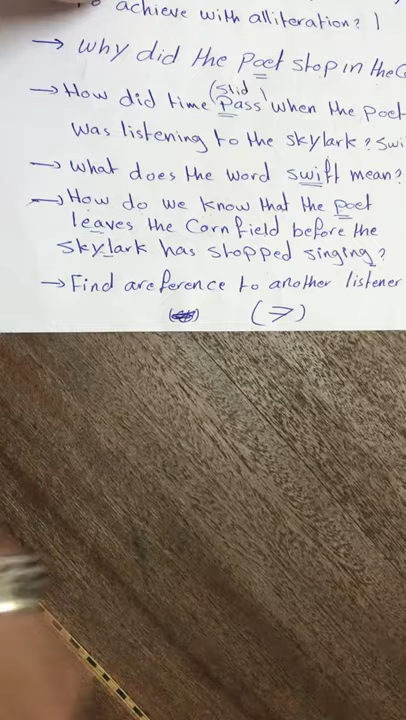 achieve with alliteration?
→ why did the Poet stop in the
(slid)
→ How did time Pass when the Poet
was listening to the skylark? Swi
→ what does the word swift mean?
→ How do we know that the poet
leaves the Cornfield before the
skylark has stopped singing?
→ Find a reference to another listener
(7)